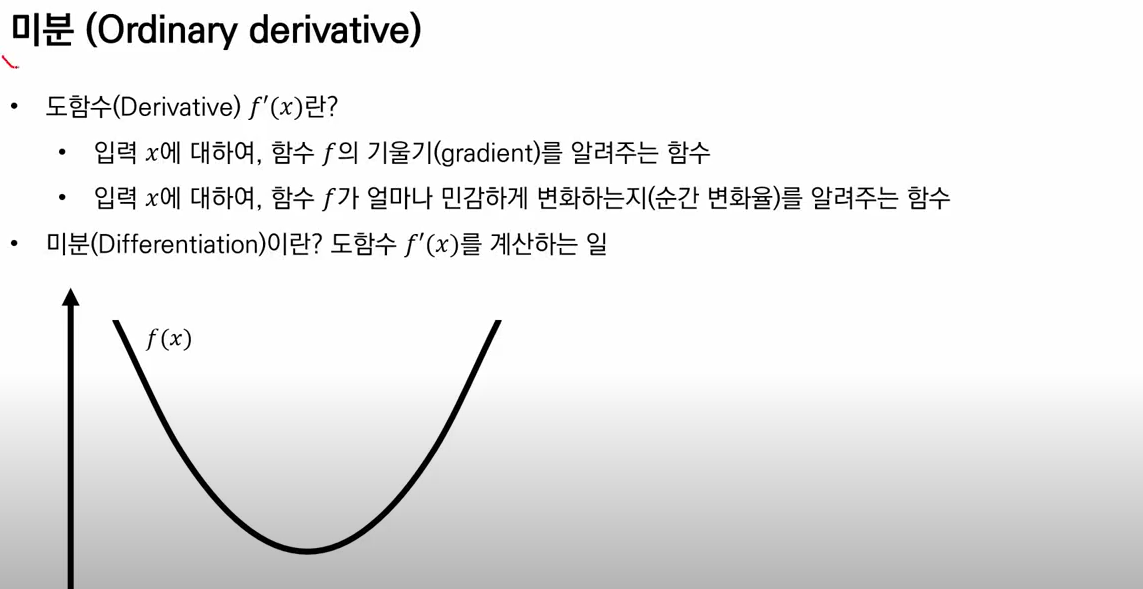 미분 (Ordinary derivative)
• 도함수(Derivative) f′(x)란?
• 입력 x에 대하여, 함수 f의 기울기(gradient)를 알려주는 함수
• 입력 x에 대하여, 함수 f가 얼마나 민감하게 변화하는지(순간 변화율)를 알려주는 함수
• 미분(Differentiation)이란? 도함수 f′(x)를 계산하는 일
f(x)